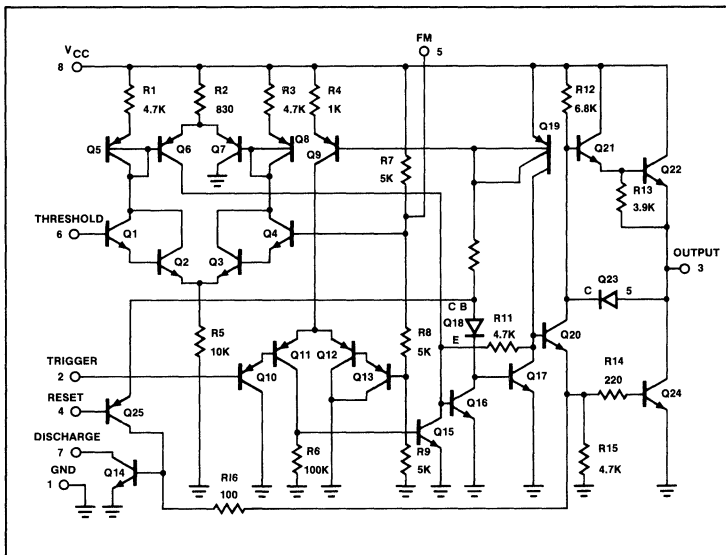 FM
5
VCC
8
R1
4.7K
R2
830
R3
4.7K
R4
1K
R12
6.8K
Q5
Q6
Q7
Q8
Q9
Q19
Q21
Q22
R7
5K
R13
3.9K
THRESHOLD
6
Q1
Q2
Q3
Q4
OUTPUT
3
C B
Q18
E
R11
4.7K
C
Q23
5
Q20
R5
10K
R8
5K
TRIGGER
2
Q11
Q12
Q10
Q13
Q17
R14
220
Q24
RESET
4
Q25
Q16
Q15
DISCHARGE
7
Q14
GND
1
R6
100K
R9
5K
R15
4.7K
RI6
100